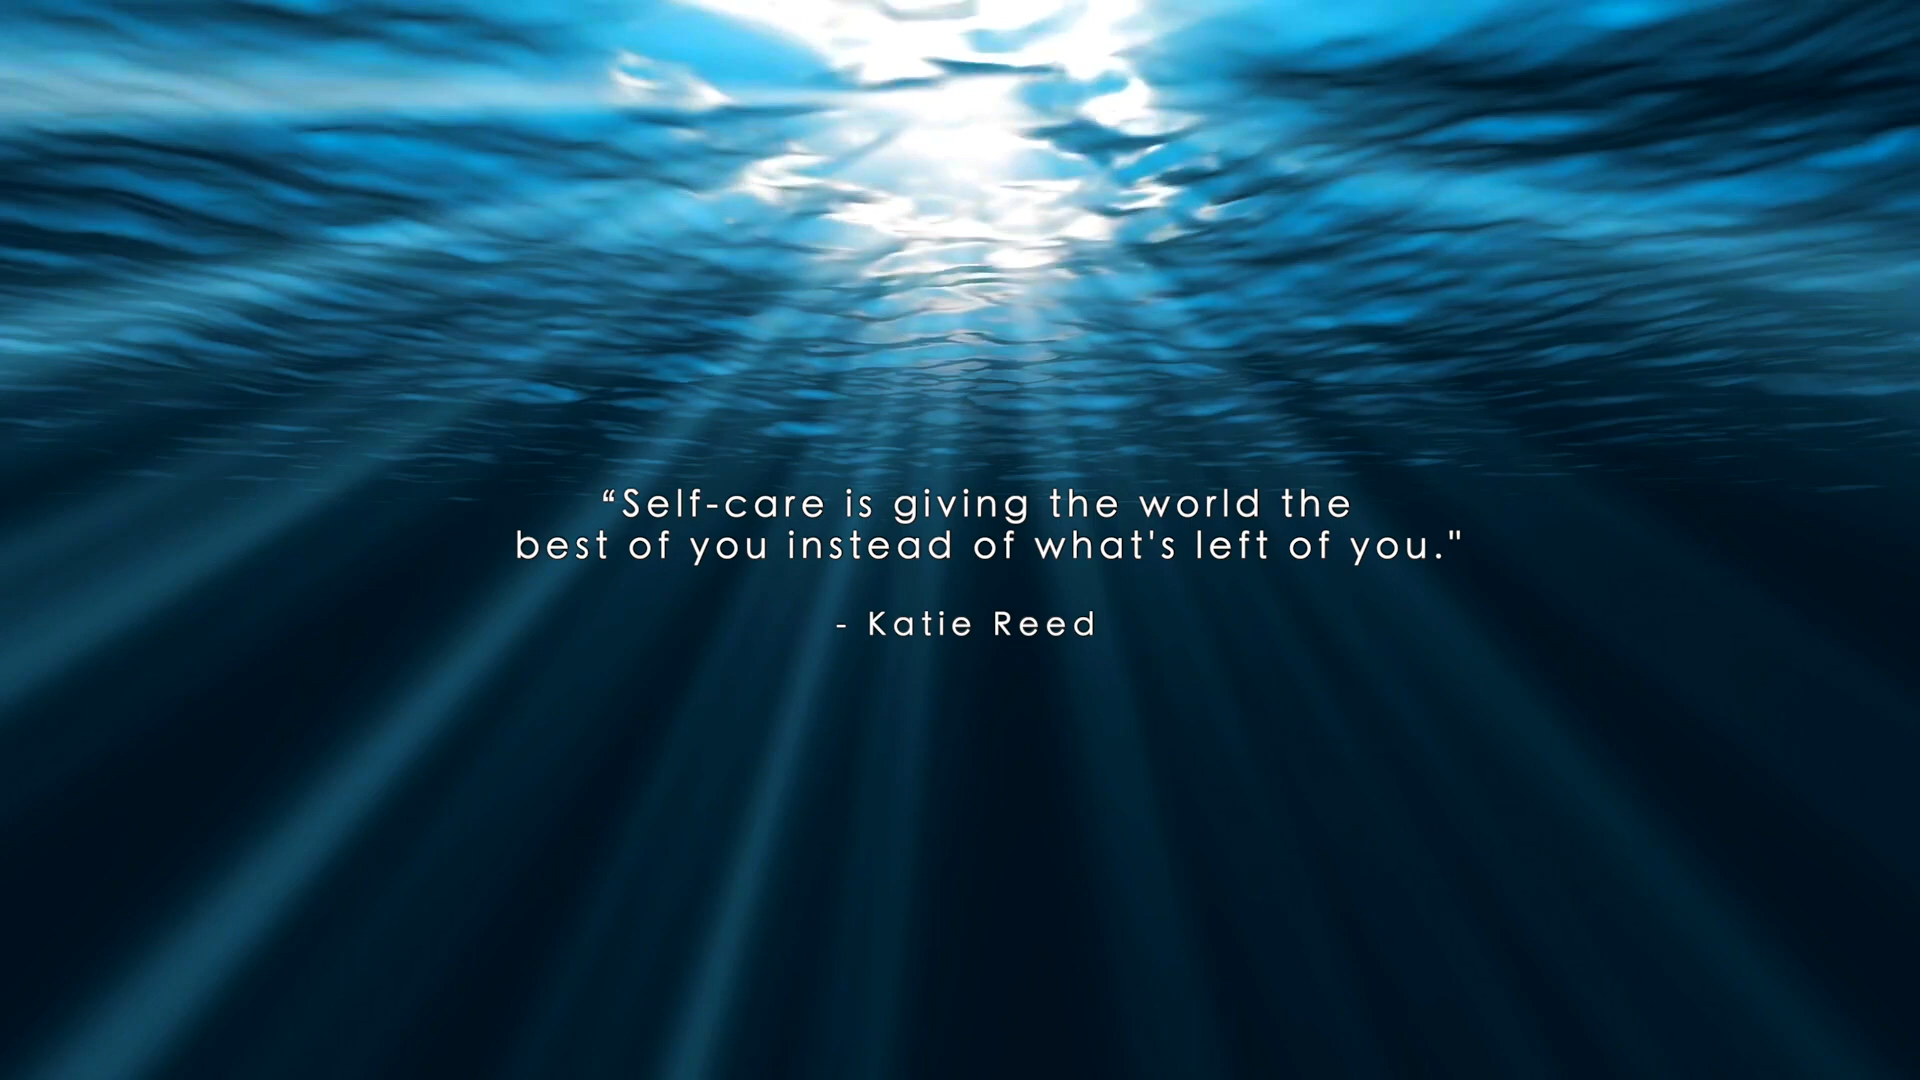 “Self-care is giving the world the
best of you instead of what's left of you."
- Katie Reed